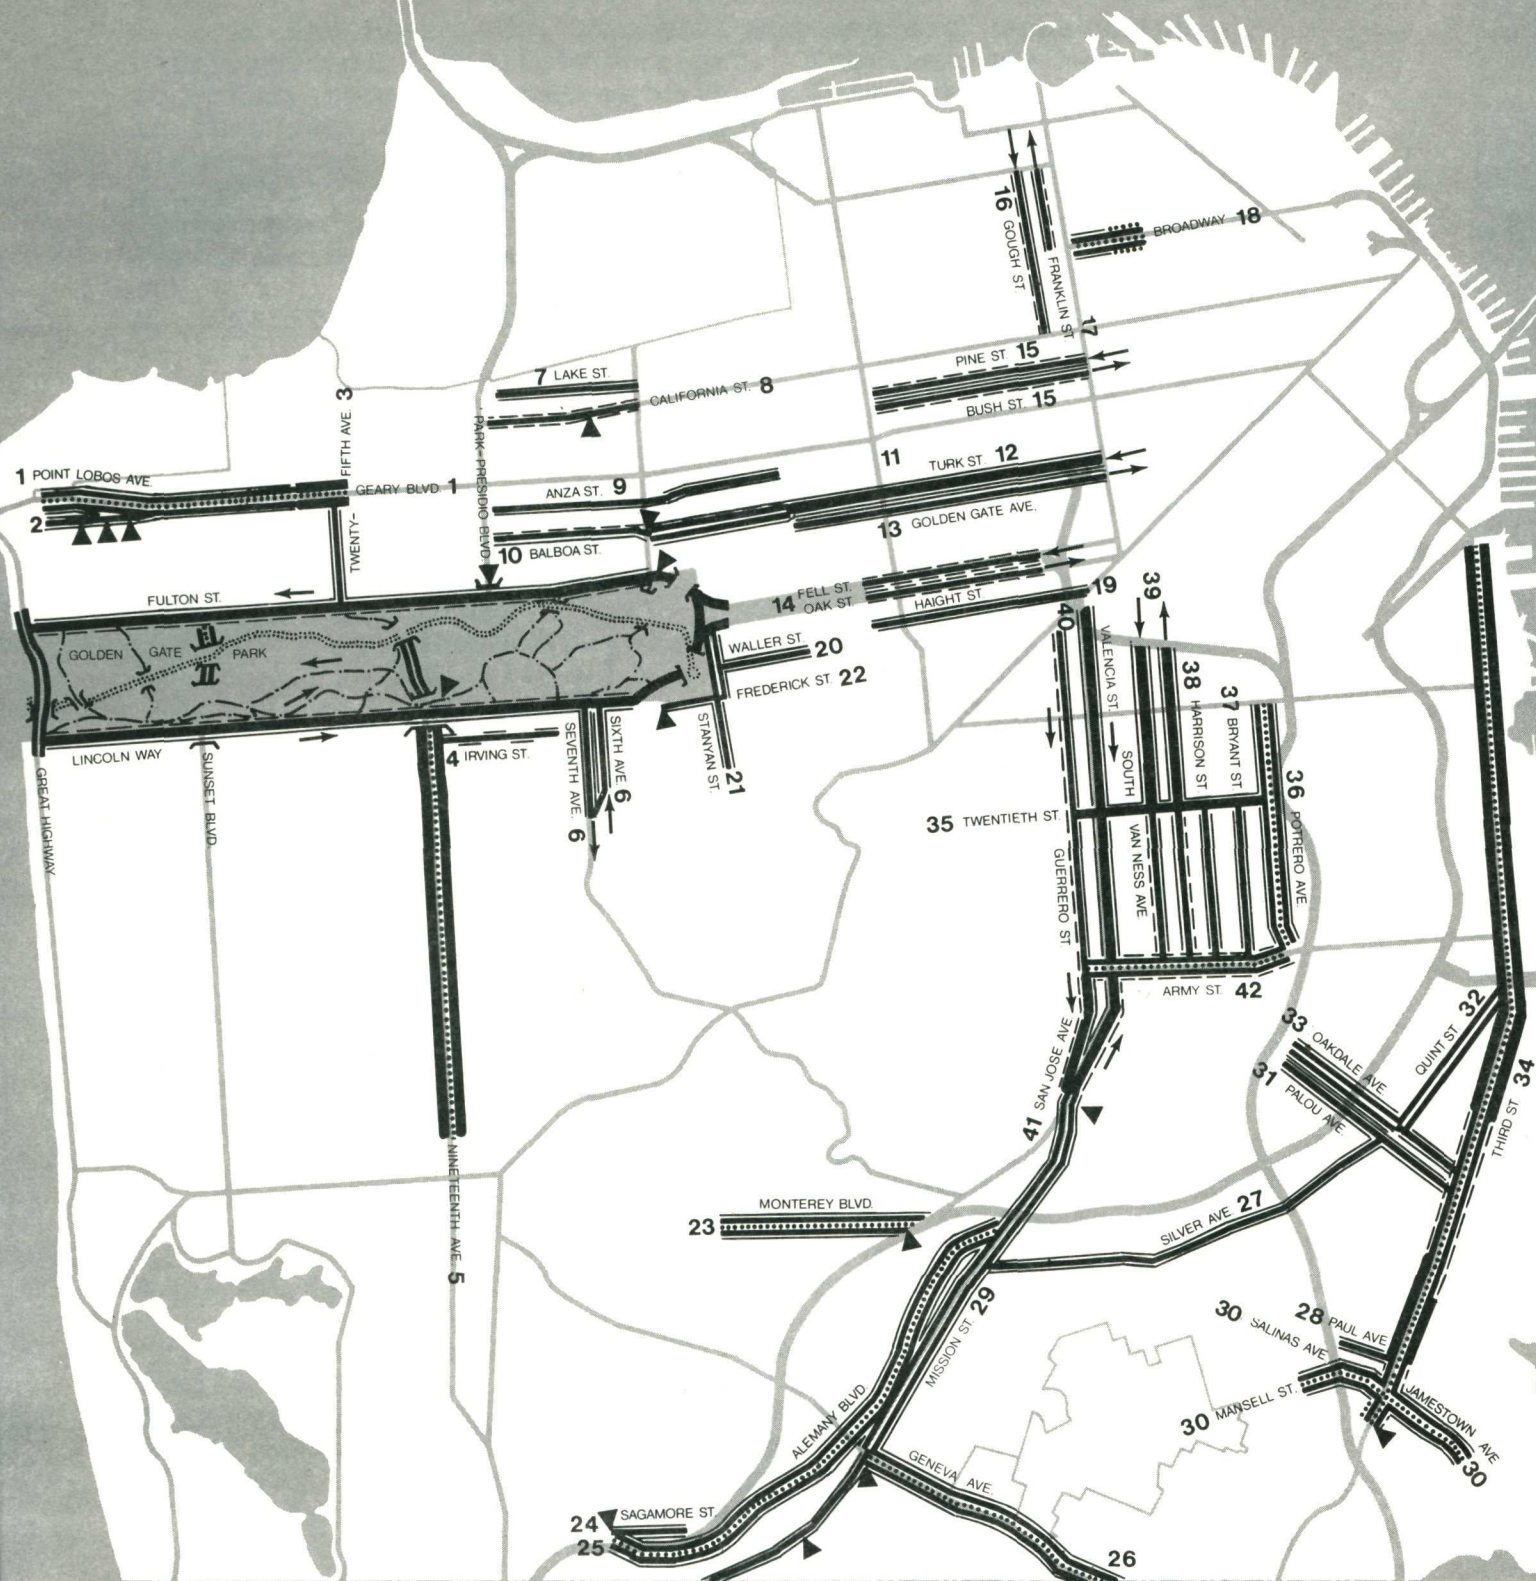 16 GOUGH ST
FRANKLIN ST. 17
BROADWAY 18
PINE ST. 15
BUSH ST. 15
7 LAKE ST.
CALIFORNIA ST. 8
FIFTH AVE. 3
TWENTY-
PARK-PRESIDIO BLVD.
1 POINT LOBOS AVE.
GEARY BLVD. 1
2
ANZA ST. 9
10 BALBOA ST.
11
TURK ST. 12
13 GOLDEN GATE AVE.
FULTON ST.
14 FELL ST.
OAK ST.
HAIGHT ST.
19
GOLDEN GATE PARK
WALLER ST.
20
FREDERICK ST. 22
LINCOLN WAY
GREAT HIGHWAY
SUNSET BLVD.
4 IRVING ST.
SEVENTH AVE. 6
SIXTH AVE. 6
STANYAN ST. 21
NINETEENTH AVE. 5
40
VALENCIA ST.
39
SOUTH
VAN NESS AVE
38 HARRISON ST.
37 BRYANT ST.
36 POTRERO AVE.
35 TWENTIETH ST.
GUERRERO ST.
ARMY ST. 42
41 SAN JOSE AVE.
33 OAKDALE AVE
31
PALOU AVE.
QUINT ST. 32
THIRD ST. 34
MONTEREY BLVD.
23
SILVER AVE. 27
MISSION ST. 29
30 SALINAS AVE
28 PAUL AVE
30 MANSELL ST.
JAMESTOWN AVE
30
ALEMANY BLVD
GENEVA AVE.
SAGAMORE ST.
24
25
26